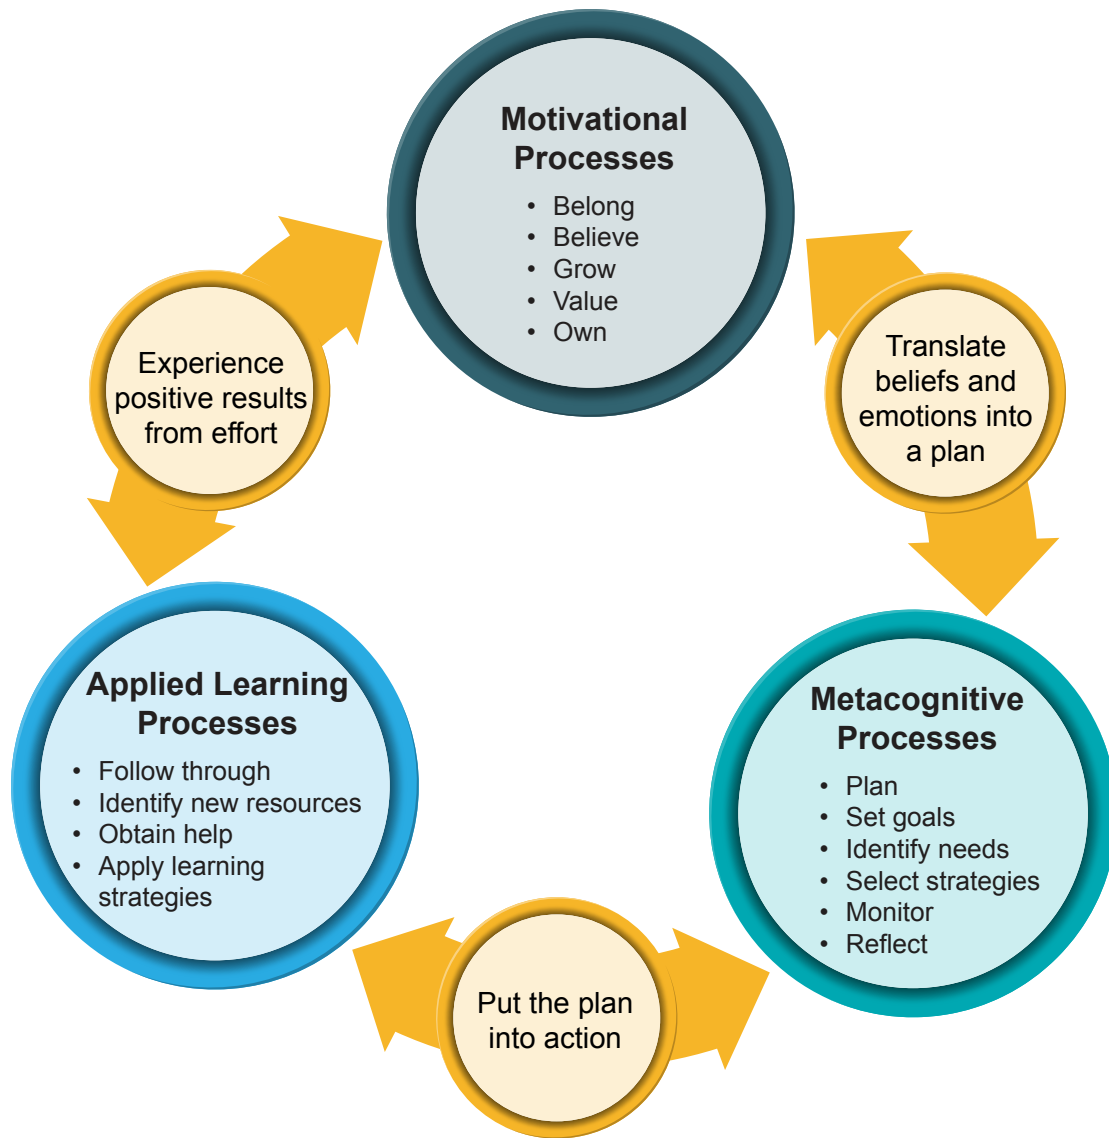 Motivational
Processes
• Belong
• Believe
• Grow
• Value
• Own
Experience
positive results
from effort
Translate
beliefs and
emotions into
a plan
Applied Learning
Processes
• Follow through
• Identify new resources
• Obtain help
• Apply learning
strategies
Metacognitive
Processes
• Plan
• Set goals
• Identify needs
• Select strategies
• Monitor
• Reflect
Put the plan
into action